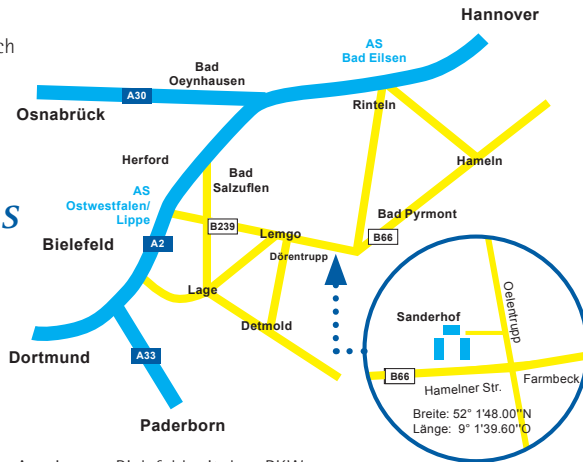 Hannover
ch
AS
Bad Eilsen
Bad
Oeynhausen
A30
Osnabrück
Rinteln
Herford
Bad
Salzuflen
Hameln
AS
Ostwestfalen/
Lippe
s
B239
Lemgo
Bad Pyrmont
B66
Bielefeld
A2
Dörentrupp
Lage
Detmold
Oelentrupp
Sanderhof
Dortmund
A33
B66
Hamelner Str.
Farmbeck
Breite: 52° 1'48.00"N
Länge: 9° 1'39.60"O
Paderborn